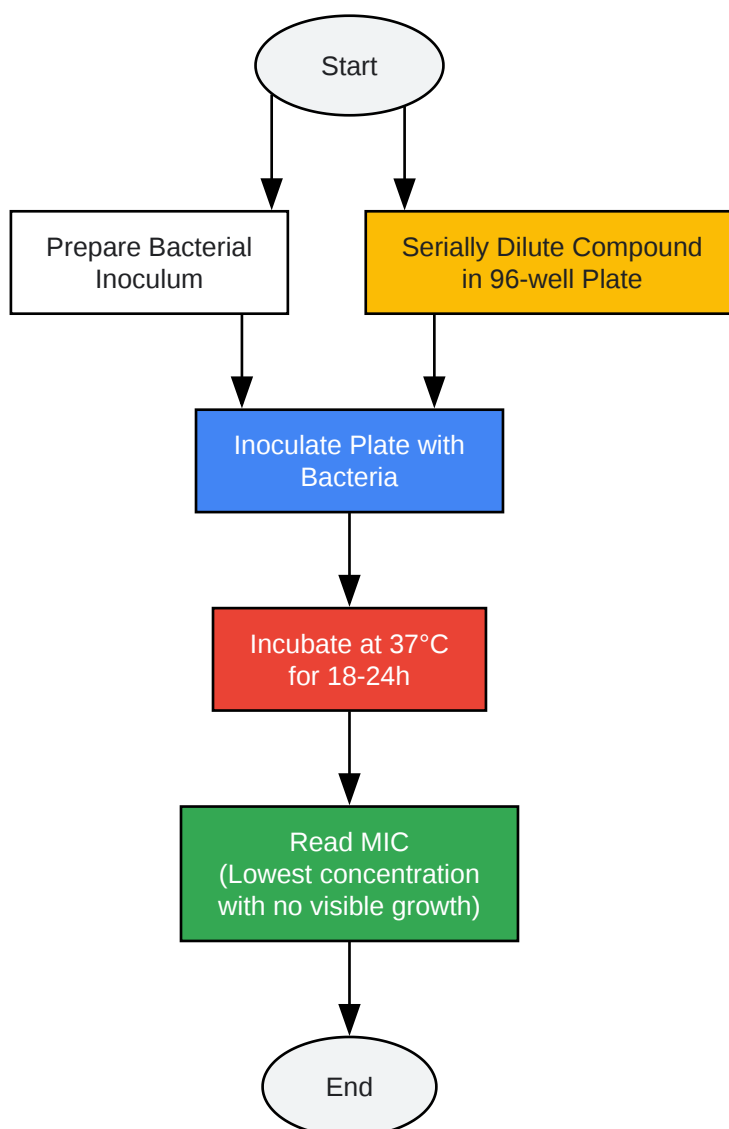 Start
Prepare Bacterial
Inoculum
Serially Dilute Compound
in 96-well Plate
Inoculate Plate with
Bacteria
Incubate at 37°C
for 18-24h
Read MIC
(Lowest concentration
with no visible growth)
End